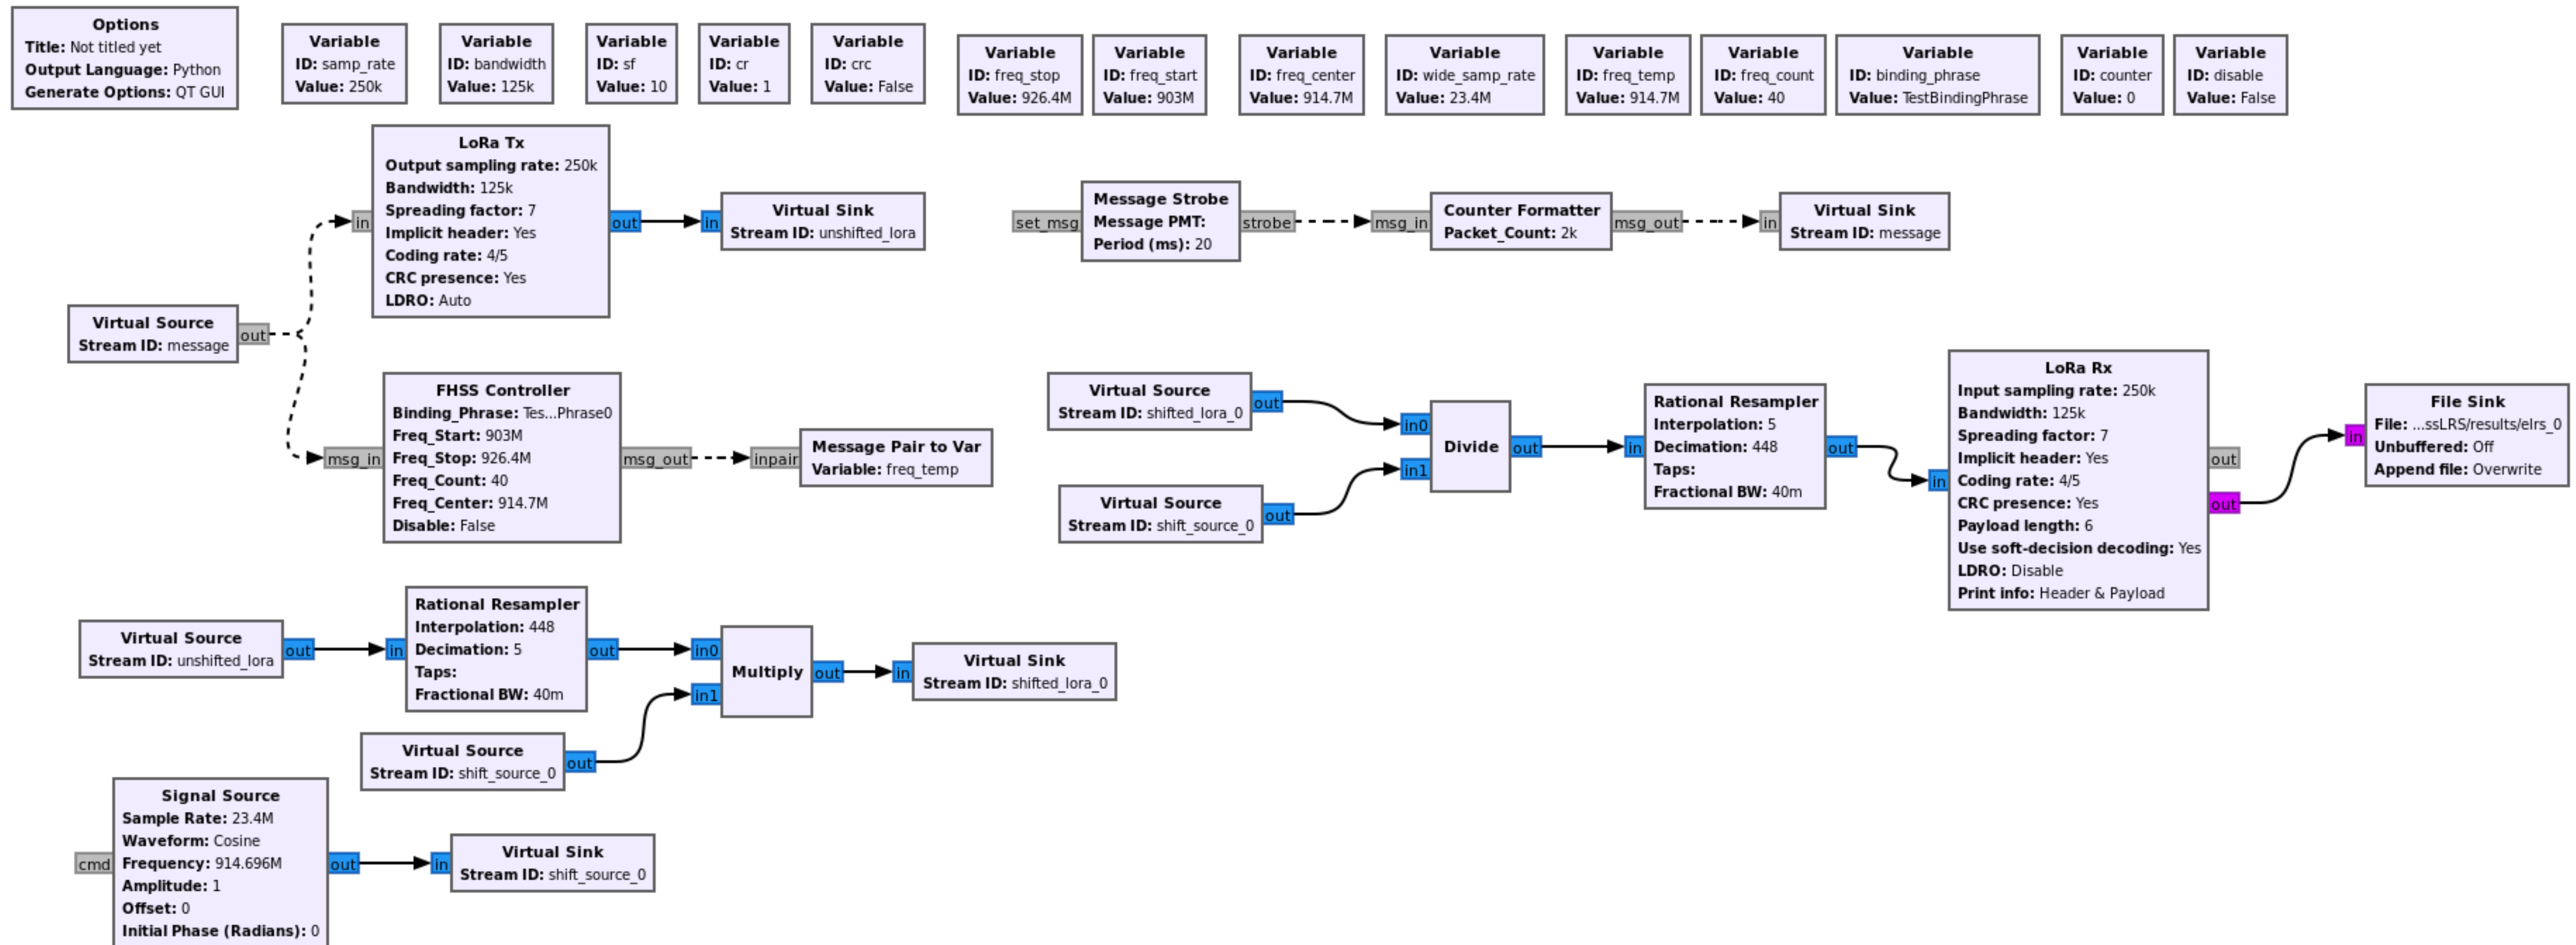 Options
Title: Not titled yet
Output Language: Python
Generate Options: QT GUI
Variable
ID: samp_rate
Value: 250k
Variable
ID: bandwidth
Value: 125k
Variable
ID: sf
Value: 10
Variable
ID: cr
Value: 1
Variable
ID: crc
Value: False
Variable
ID: freq_stop
Value: 926.4M
Variable
ID: freq_start
Value: 903M
Variable
ID: freq_center
Value: 914.7M
Variable
ID: wide_samp_rate
Value: 23.4M
Variable
ID: freq_temp
Value: 914.7M
Variable
ID: freq_count
Value: 40
Variable
ID: binding_phrase
Value: TestBindingPhrase
Variable
ID: counter
Value: 0
Variable
ID: disable
Value: False
Virtual Source
Stream ID: message
out
in
LoRa Tx
Output sampling rate: 250k
Bandwidth: 125k
Spreading factor: 7
Implicit header: Yes
Coding rate: 4/5
CRC presence: Yes
LDRO: Auto
out
in
Virtual Sink
Stream ID: unshifted_lora
set_msg
Message Strobe
Message PMT:
Period (ms): 20
strobe
msg_in
Counter Formatter
Packet_Count: 2k
msg_out
in
Virtual Sink
Stream ID: message
msg_in
FHSS Controller
Binding_Phrase: Tes...Phrase0
Freq_Start: 903M
Freq_Stop: 926.4M
Freq_Count: 40
Freq_Center: 914.7M
Disable: False
msg_out
inpair
Message Pair to Var
Variable: freq_temp
Virtual Source
Stream ID: shifted_lora_0
out
Virtual Source
Stream ID: shift_source_0
out
in0
in1
Divide
out
in
Rational Resampler
Interpolation: 5
Decimation: 448
Taps:
Fractional BW: 40m
out
in
LoRa Rx
Input sampling rate: 250k
Bandwidth: 125k
Spreading factor: 7
Implicit header: Yes
Coding rate: 4/5
CRC presence: Yes
Payload length: 6
Use soft-decision decoding: Yes
LDRO: Disable
Print info: Header & Payload
out
out
in
File Sink
File: ...ssLRS/results/elrs_0
Unbuffered: Off
Append file: Overwrite
Virtual Source
Stream ID: unshifted_lora
out
in
Rational Resampler
Interpolation: 448
Decimation: 5
Taps:
Fractional BW: 40m
out
Virtual Source
Stream ID: shift_source_0
out
in0
in1
Multiply
out
in
Virtual Sink
Stream ID: shifted_lora_0
cmd
Signal Source
Sample Rate: 23.4M
Waveform: Cosine
Frequency: 914.696M
Amplitude: 1
Offset: 0
Initial Phase (Radians): 0
out
in
Virtual Sink
Stream ID: shift_source_0